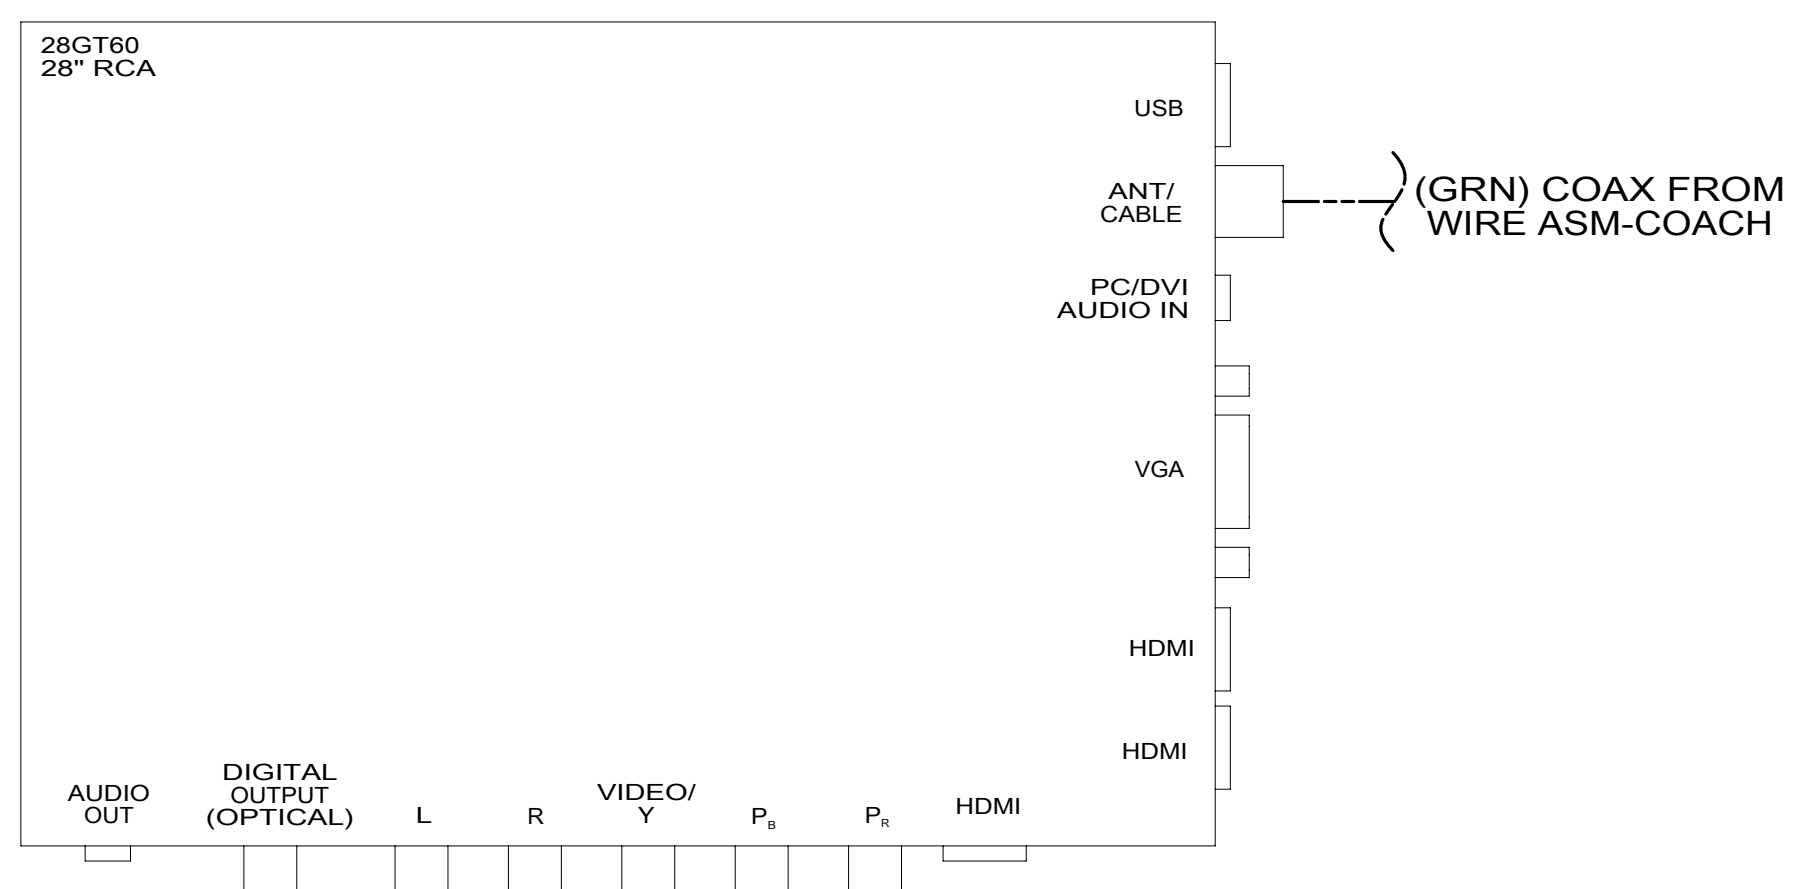 28GT60
28" RCA
USB
ANT/
CABLE
(GRN) COAX FROM
WIRE ASM-COACH
PC/DVI
AUDIO IN
VGA
HDMI
HDMI
AUDIO
OUT
DIGITAL
OUTPUT
(OPTICAL)
L
R
VIDEO/
Y
PB
PR
HDMI